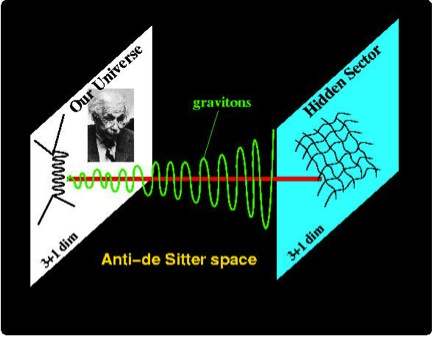 Our Universe
gravitons
Hidden Sector
3+1 dim
3+1 dim
Anti-de Sitter space